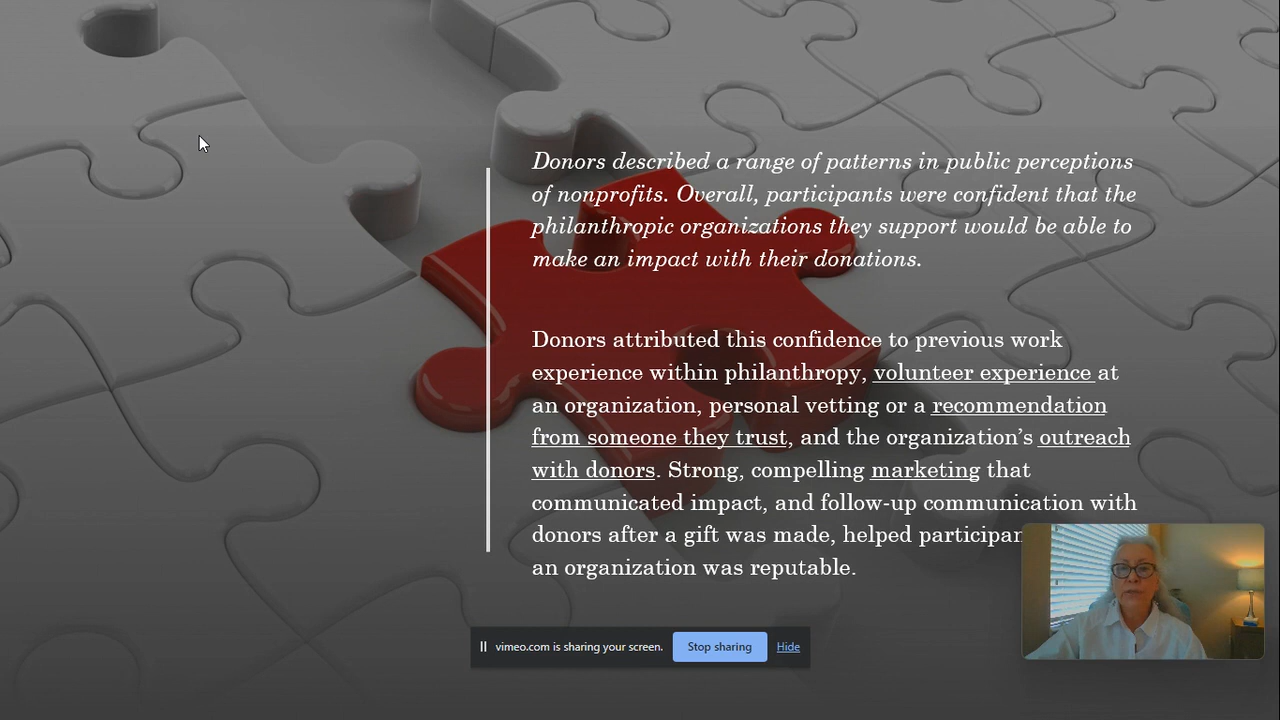 Donors described a range of patterns in public perceptions
of nonprofits. Overall, participants were confident that the
philanthropic organizations they support would be able to
make an impact with their donations.
Donors attributed this confidence to previous work
experience within philanthropy, volunteer experience at
an organization, personal vetting or a recommendation
from someone they trust, and the organization's outreach
with donors. Strong, compelling marketing that
communicated impact, and follow-up communication with
donors after a gift was made, helped
an organization was reputable.
vimeo.com is sharing your screen. Stop sharing Hide